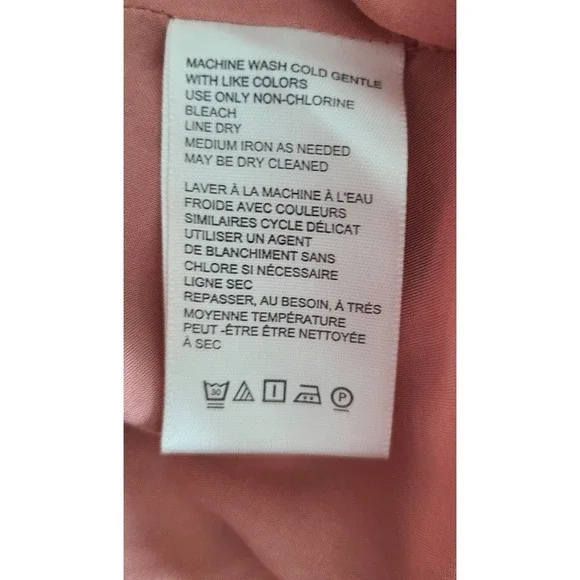 MACHINE WASH COLD GENTLE
WITH LIKE COLORS
USE ONLY NON-CHLORINE
BLEACH
LINE DRY
MEDIUM IRON AS NEEDED
MAY BE DRY CLEANED
LAVER À LA MACHINE À L'EAU
FROIDE AVEC COULEURS
SIMILAIRES CYCLE DÉLICAT
UTILISER UN AGENT
DE BLANCHIMENT SANS
CHLORE SI NÉCESSAIRE
LIGNE SEC
REPASSER, AU BESOIN, À TRÉS
MOYENNE TEMPÉRATURE
PEUT -ÊTRE ÊTRE NETTOYÉE
À SEC
30 P